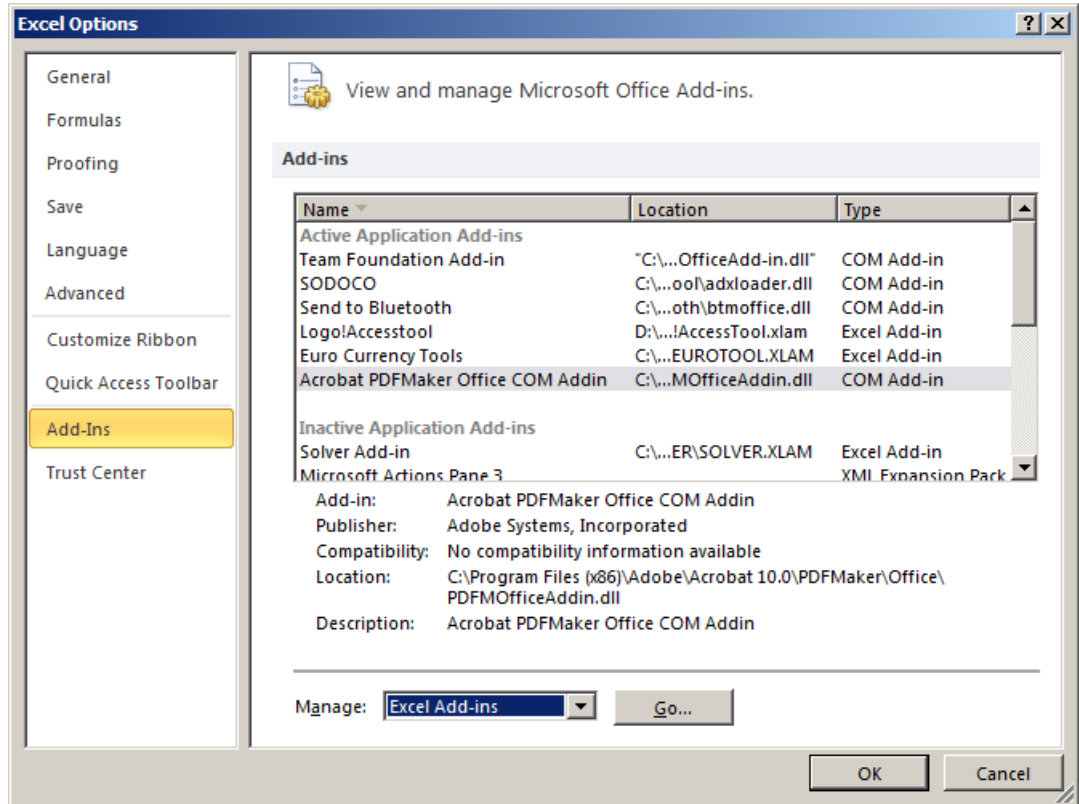 Excel Options
General
Formulas
Proofing
Save
Language
Advanced
Customize Ribbon
Quick Access Toolbar
Add-Ins
Trust Center
View and manage Microsoft Office Add-ins.
Add-ins
Name Location Type
Active Application Add-ins
Team Foundation Add-in "C:\...OfficeAdd-in.dll" COM Add-in
SODOCO C:\...ool\adxloader.dll COM Add-in
Send to Bluetooth C:\...oth\btmoffice.dll COM Add-in
Logo!Accesstool D:\...!AccessTool.xlam Excel Add-in
Euro Currency Tools C:\...EUROTOOL.XLAM Excel Add-in
Acrobat PDFMaker Office COM Addin C:\...MOfficeAddin.dll COM Add-in
Inactive Application Add-ins
Solver Add-in C:\...ER\SOLVER.XLAM Excel Add-in
Microsoft Actions Pane 3 XML Expansion Pack
Add-in: Acrobat PDFMaker Office COM Addin
Publisher: Adobe Systems, Incorporated
Compatibility: No compatibility information available
Location: C:\Program Files (x86)\Adobe\Acrobat 10.0\PDFMaker\Office\
PDFMOfficeAddin.dll
Description: Acrobat PDFMaker Office COM Addin
Manage: Excel Add-ins Go...
OK Cancel